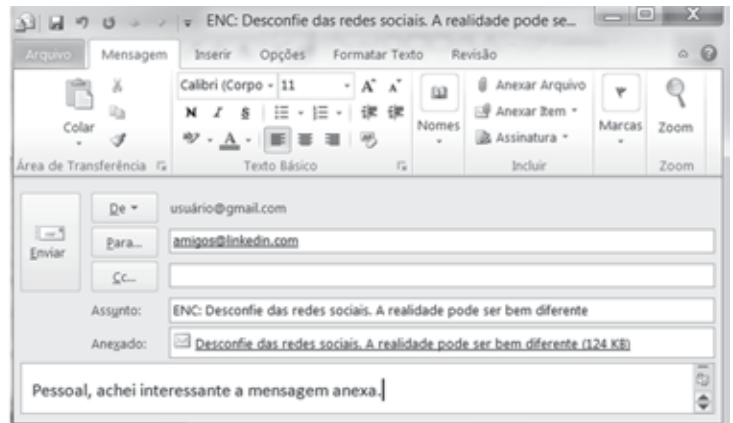 ENC: Desconfie das redes sociais. A realidade pode se...
Arquivo Mensagem Inserir Opções Formatar Texto Revisão
Colar
Área de Transferência
Calibri (Corpo 11
N I S
Texto Básico
Nomes
Anexar Arquivo
Anexar Item
Assinatura
Incluir
Marcas
Zoom
Zoom
Enviar
De usuário@gmail.com
Para... amigos@linkedin.com
Cc...
Assunto: ENC: Desconfie das redes sociais. A realidade pode ser bem diferente
Anexado: Desconfie das redes sociais. A realidade pode ser bem diferente (124 KB)
Pessoal, achei interessante a mensagem anexa.